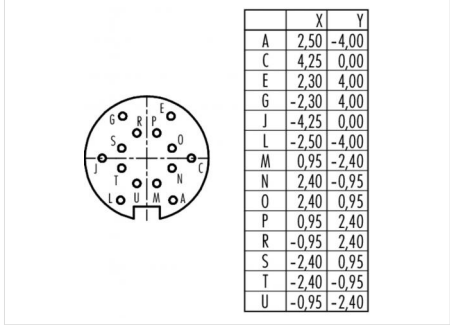 X Y
A 2,50 -4,00
C 4,25 0,00
E 2,30 4,00
G -2,30 4,00
J -4,25 0,00
L -2,50 -4,00
M 0,95 -2,40
N 2,40 -0,95
O 2,40 0,95
P 0,95 2,40
R -0,95 2,40
S -2,40 0,95
T -2,40 -0,95
U -0,95 -2,40
G R P E
S O
J C
T N
L U M A